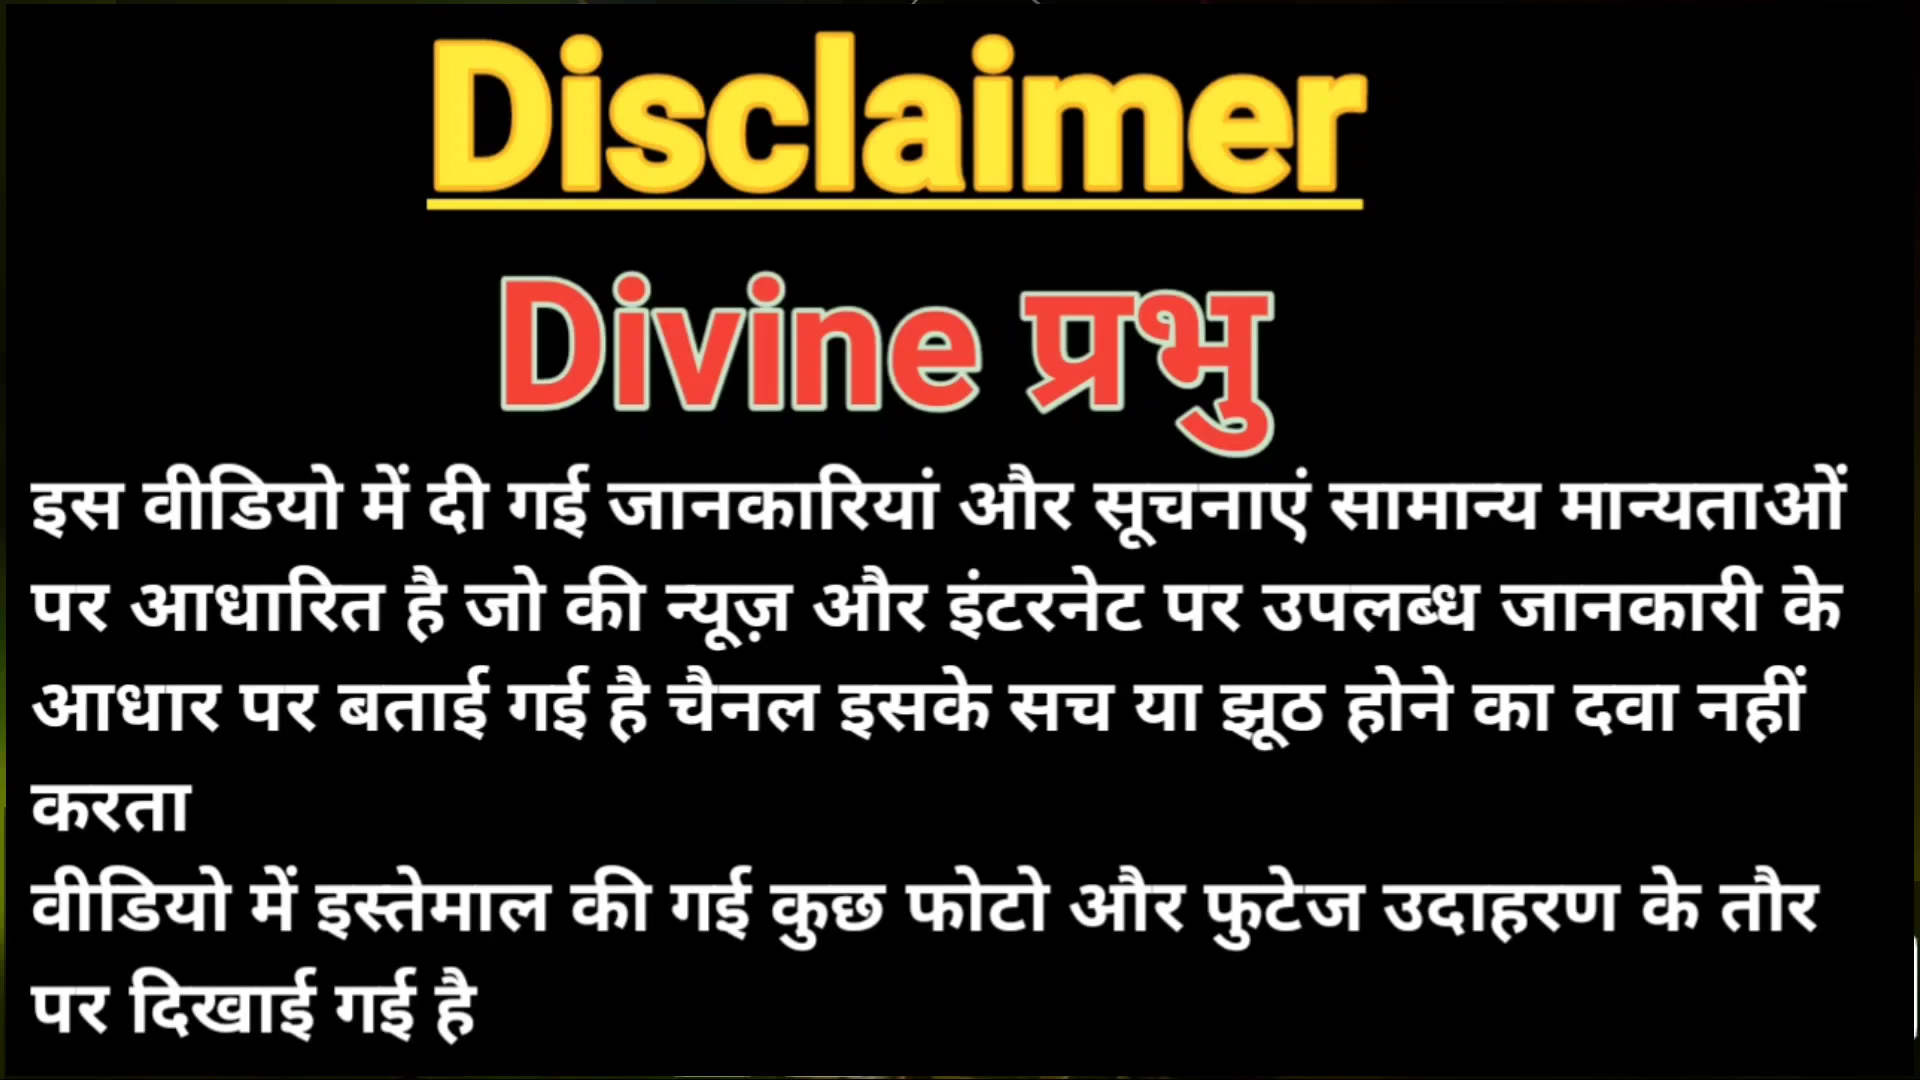 Disclaimer
Divine प्रभु
इस वीडियो में दी गई जानकारियां और सूचनाएं सामान्य मान्यताओं
पर आधारित है जो की न्यूज़ और इंटरनेट पर उपलब्ध जानकारी के
आधार पर बताई गई है चैनल इसके सच या झूठ होने का दवा नहीं
करता
वीडियो में इस्तेमाल की गई कुछ फोटो और फुटेज उदाहरण के तौर
पर दिखाई गई है